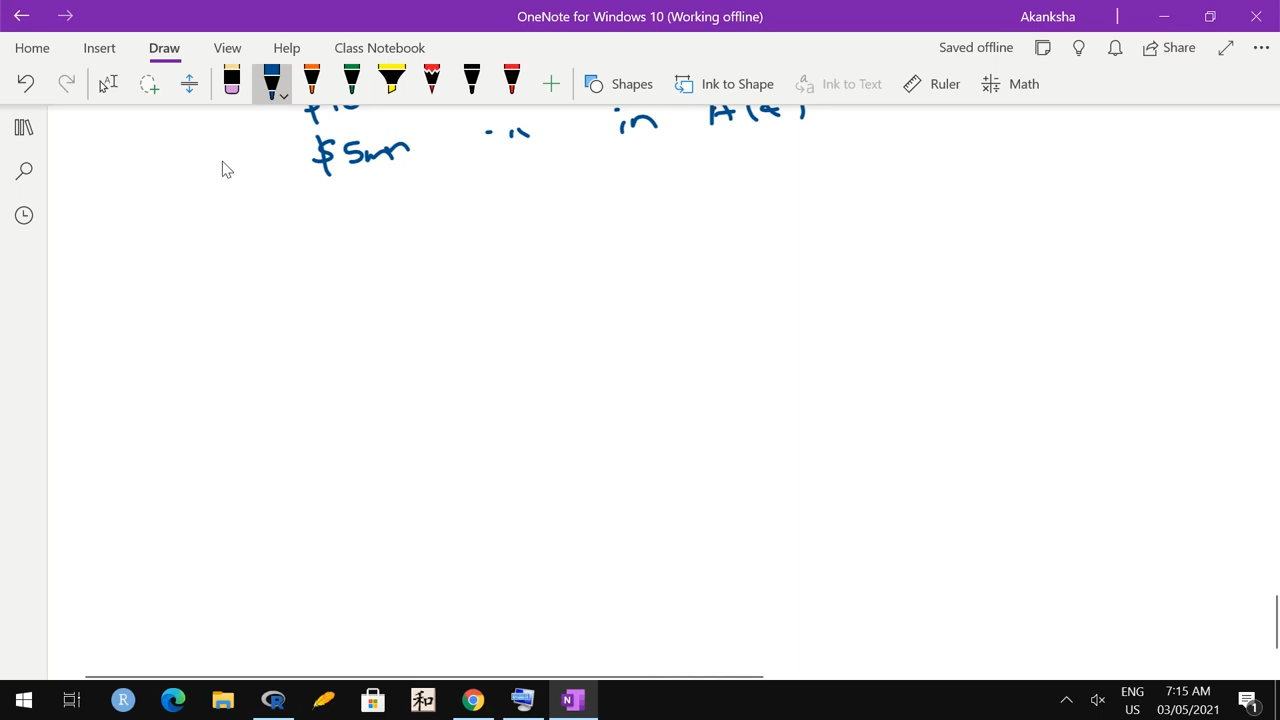 OneNote for Windows 10 (Working offline)
Akanksha
Home Insert Draw View Help Class Notebook
Saved offline Share
Shapes Ink to Shape Ink to Text Ruler Math
in
$5mn
ENG
US
7:15 AM
03/05/2021
1